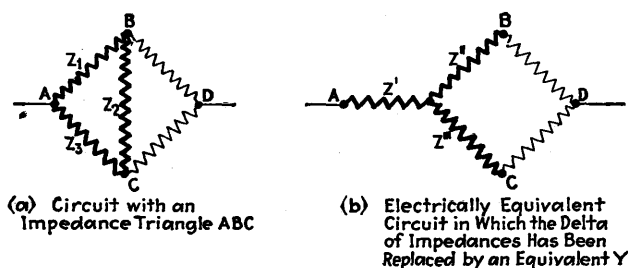 B
Z₁
A
Z₂
D
Z₃
C
(a) Circuit with an
Impedance Triangle ABC
B
Z"
A
Z'
D
Z'''
C
(b) Electrically Equivalent
Circuit in Which the Delta
of Impedances Has Been
Replaced by an Equivalent Y